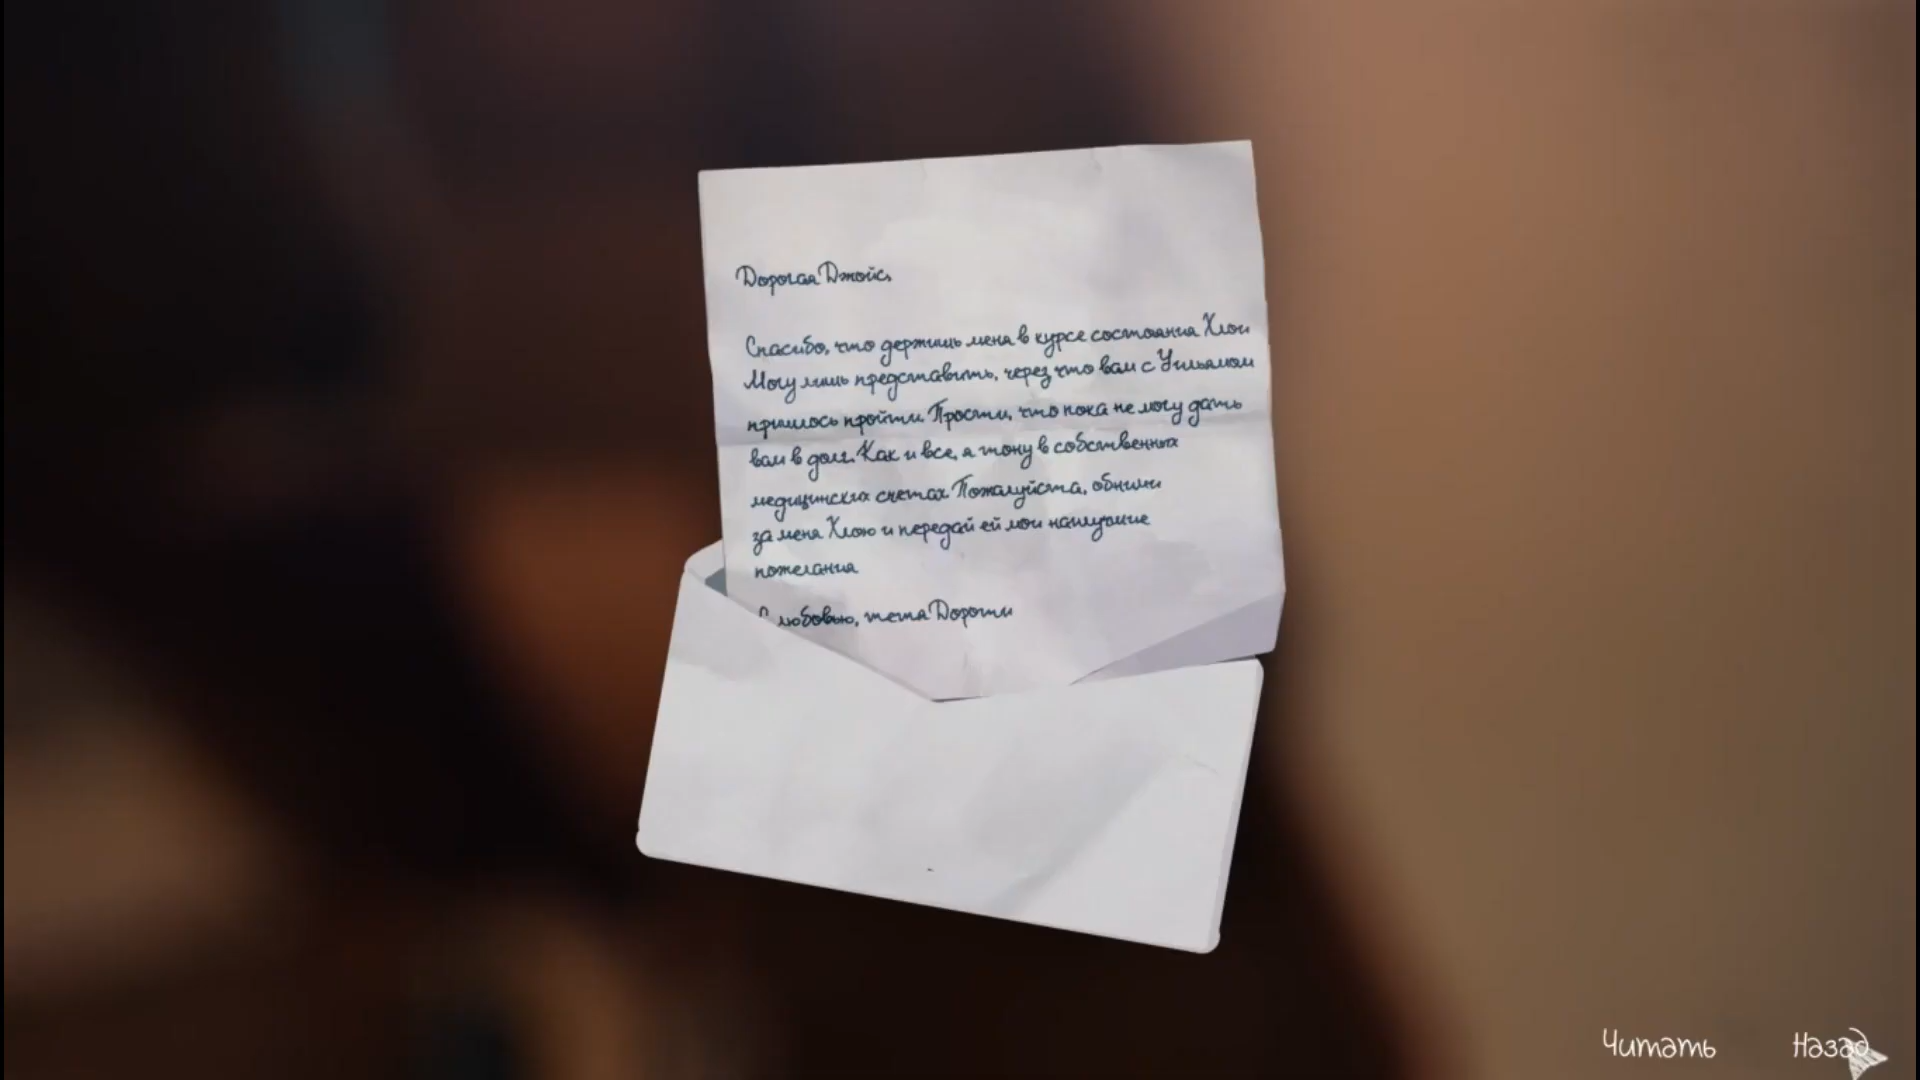 Дорогая Джойс,
Спасибо, что держишь меня в курсе состояния Хлои
Могу лишь представить, через что вам с Уильямом
пришлось пройти. Прости, что пока не могу дать
вам в долг. Как и все, я тону в собственных
медицинских счетах. Пожалуйста, обними
за меня Хлою и передай ей мои наилучшие
пожелания
С любовью, тетя Дороти
Читать
Назад